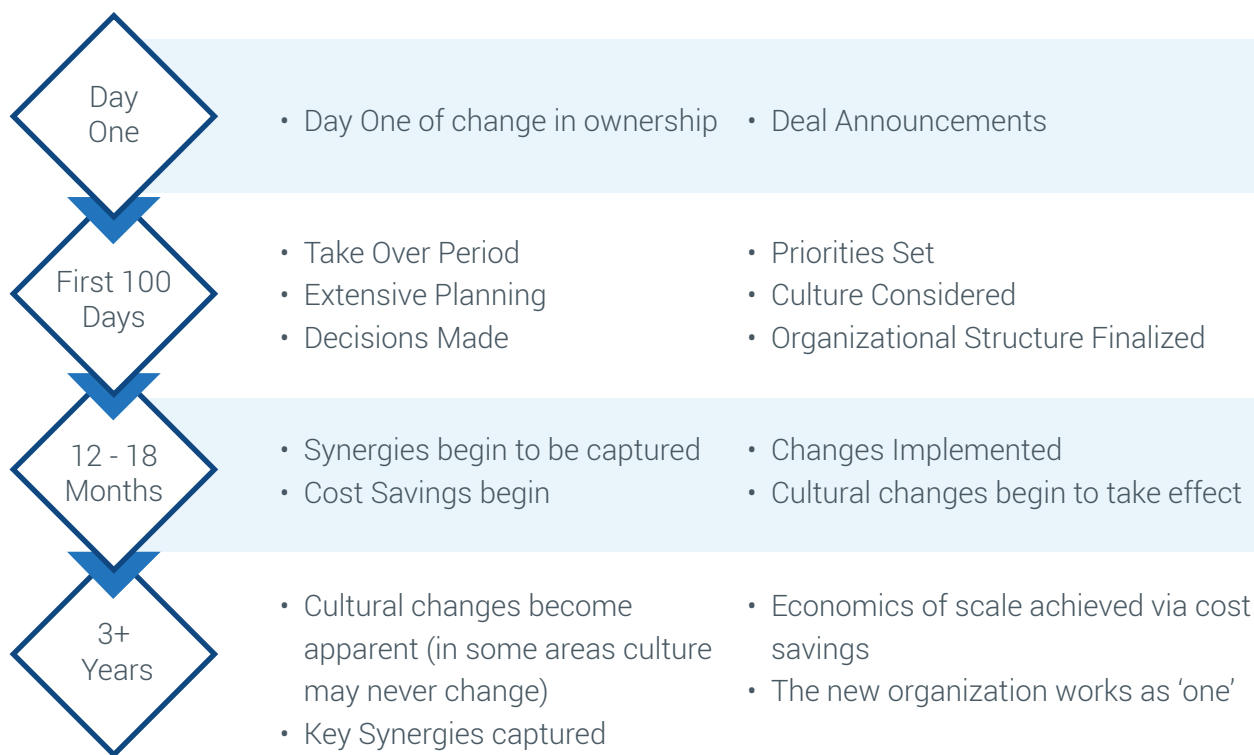 Day
One
• Day One of change in ownership
• Deal Announcements
First 100
Days
• Take Over Period
• Extensive Planning
• Decisions Made
• Priorities Set
• Culture Considered
• Organizational Structure Finalized
12 - 18
Months
• Synergies begin to be captured
• Cost Savings begin
• Changes Implemented
• Cultural changes begin to take effect
3+
Years
• Cultural changes become
apparent (in some areas culture
may never change)
• Key Synergies captured
• Economics of scale achieved via cost
savings
• The new organization works as ‘one’